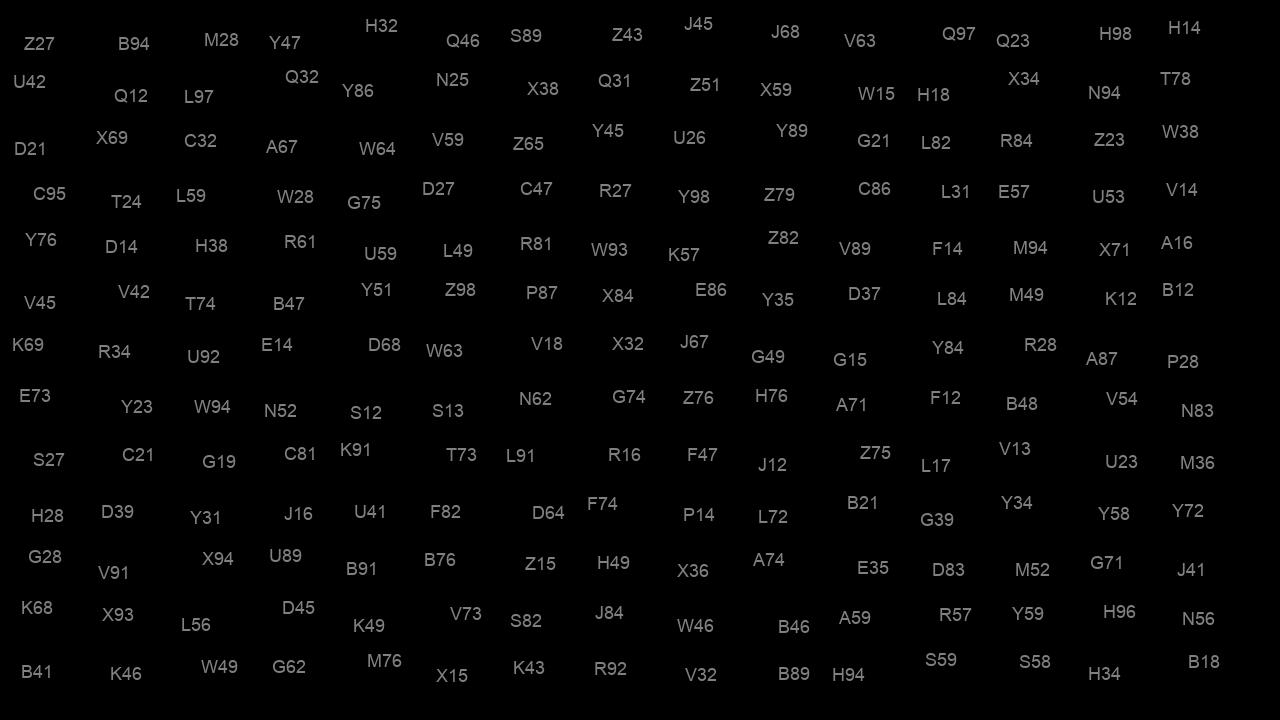 Z27 B94 M28 Y47 H32 Q46 S89 Z43 J45 J68 V63 Q97 Q23 H98 H14
U42 Q12 L97 Q32 Y86 N25 X38 Q31 Z51 X59 W15 H18 X34 N94 T78
D21 X69 C32 A67 W64 V59 Z65 Y45 U26 Y89 G21 L82 R84 Z23 W38
C95 T24 L59 W28 G75 D27 C47 R27 Y98 Z79 C86 L31 E57 U53 V14
Y76 D14 H38 R61 U59 L49 R81 W93 K57 Z82 V89 F14 M94 X71 A16
V45 V42 T74 B47 Y51 Z98 P87 X84 E86 Y35 D37 L84 M49 K12 B12
K69 R34 U92 E14 D68 W63 V18 X32 J67 G49 G15 Y84 R28 A87 P28
E73 Y23 W94 N52 S12 S13 N62 G74 Z76 H76 A71 F12 B48 V54 N83
S27 C21 G19 C81 K91 T73 L91 R16 F47 J12 Z75 L17 V13 U23 M36
H28 D39 Y31 J16 U41 F82 D64 F74 P14 L72 B21 G39 Y34 Y58 Y72
G28 V91 X94 U89 B91 B76 Z15 H49 X36 A74 E35 D83 M52 G71 J41
K68 X93 L56 D45 K49 V73 S82 J84 W46 B46 A59 R57 Y59 H96 N56
B41 K46 W49 G62 M76 X15 K43 R92 V32 B89 H94 S59 S58 H34 B18